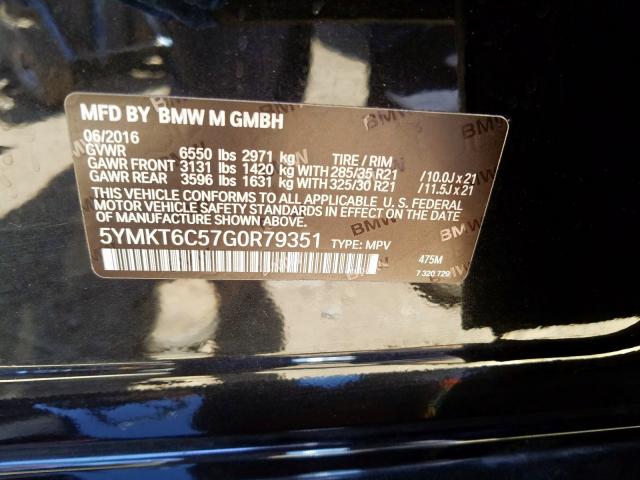 MFD BY BMW M GMBH
06/2016
GVWR 6550 lbs 2971 kg TIRE / RIM
GAWR FRONT 3131 lbs 1420 kg WITH 285/35 R21 /10.0J x 21
GAWR REAR 3596 lbs 1631 kg WITH 325/30 R21 /11.5J x 21
THIS VEHICLE CONFORMS TO ALL APPLICABLE U. S. FEDERAL
MOTOR VEHICLE SAFETY STANDARDS IN EFFECT ON THE DATE OF
MANUFACTURE SHOWN ABOVE.
5YMKT6C57G0R79351 TYPE: MPV
475M
7 320 729